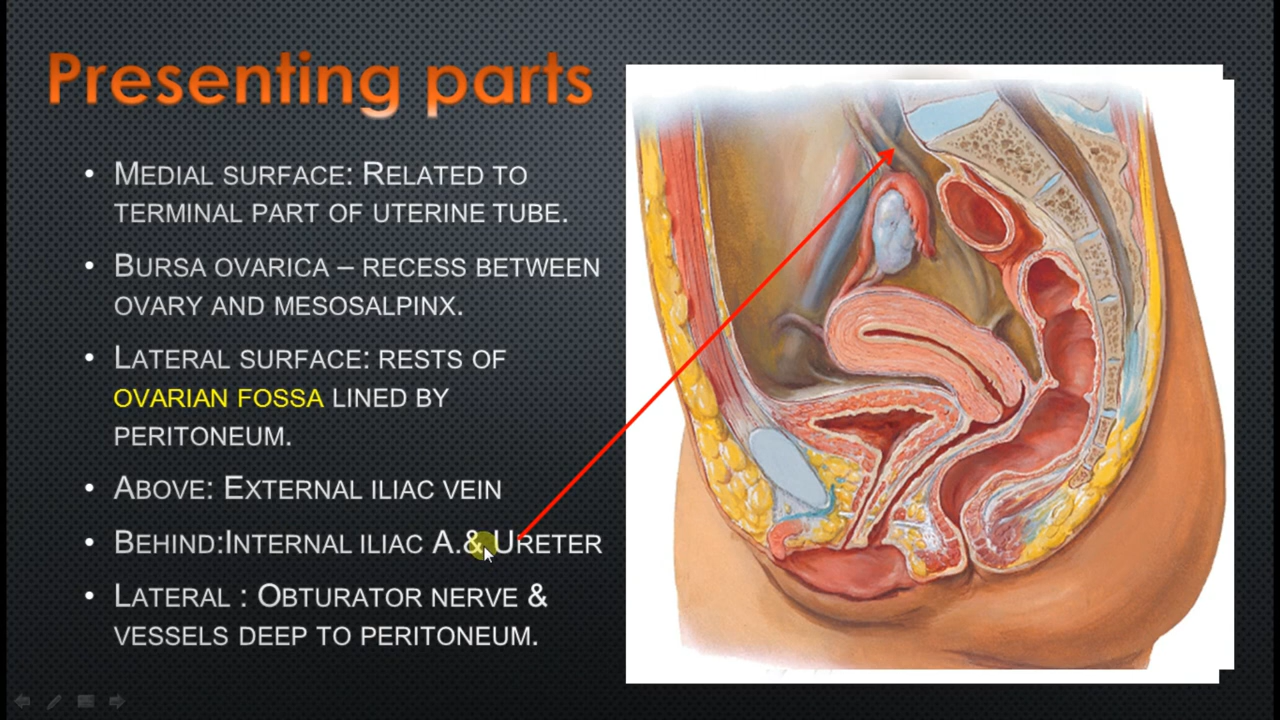 Presenting parts
• MEDIAL SURFACE: RELATED TO
TERMINAL PART OF UTERINE TUBE.
• BURSA OVARICA – RECESS BETWEEN
OVARY AND MESOSALPINX.
• LATERAL SURFACE: RESTS OF
OVARIAN FOSSA LINED BY
PERITONEUM.
• ABOVE: EXTERNAL ILIAC VEIN
• BEHIND:INTERNAL ILIAC A.& URETER
• LATERAL : OBTURATOR NERVE &
VESSELS DEEP TO PERITONEUM.